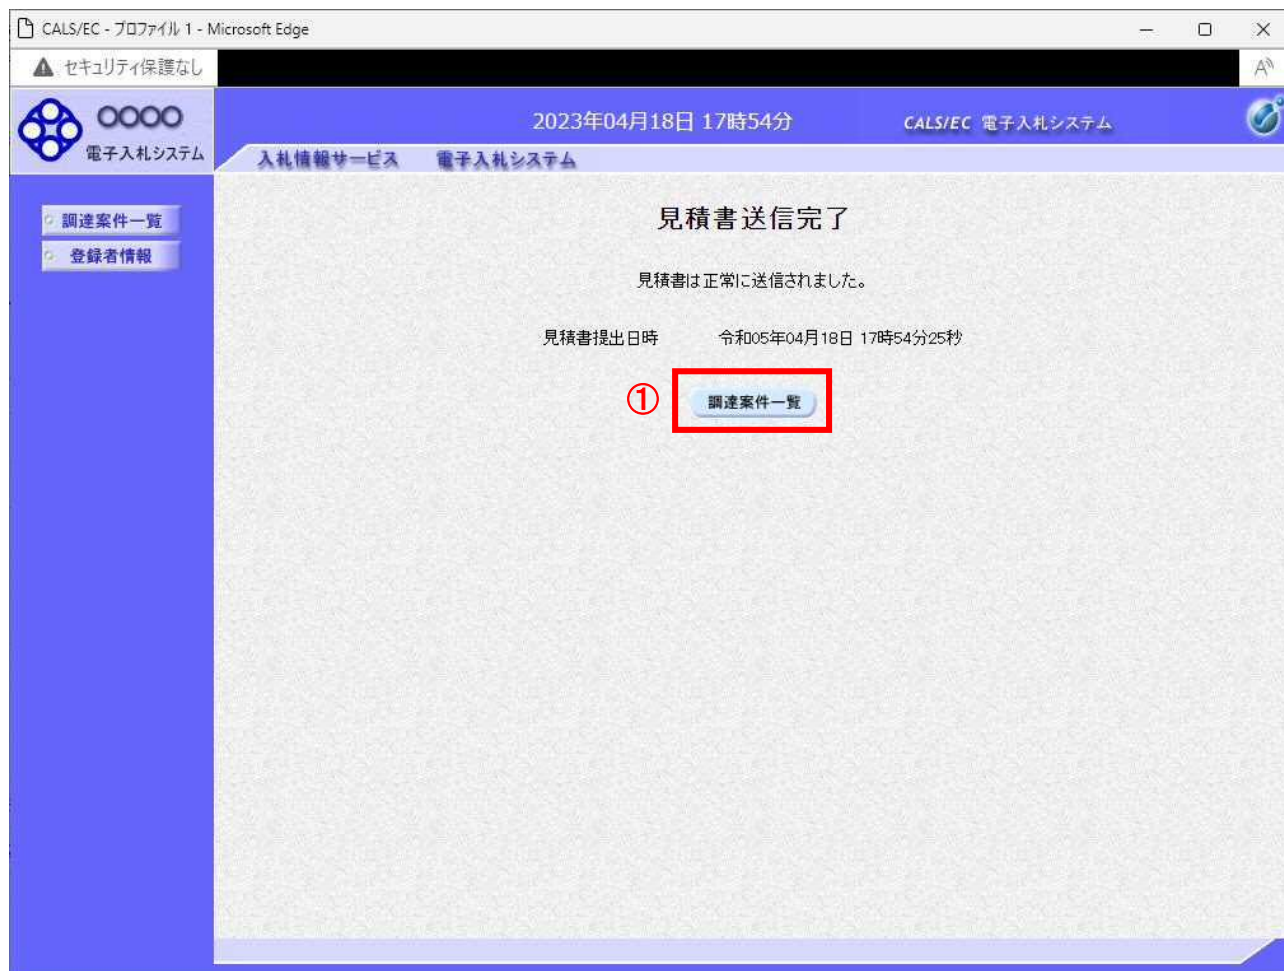 CALS/EC - プロファイル 1 - Microsoft Edge
セキュリティ保護なし
OOOO
電子入札システム
2023年04月18日 17時54分
CALS/EC 電子入札システム
入札情報サービス 電子入札システム
調達案件一覧
登録者情報
見積書送信完了
見積書は正常に送信されました。
見積書提出日時 令和05年04月18日 17時54分25秒
① 調達案件一覧